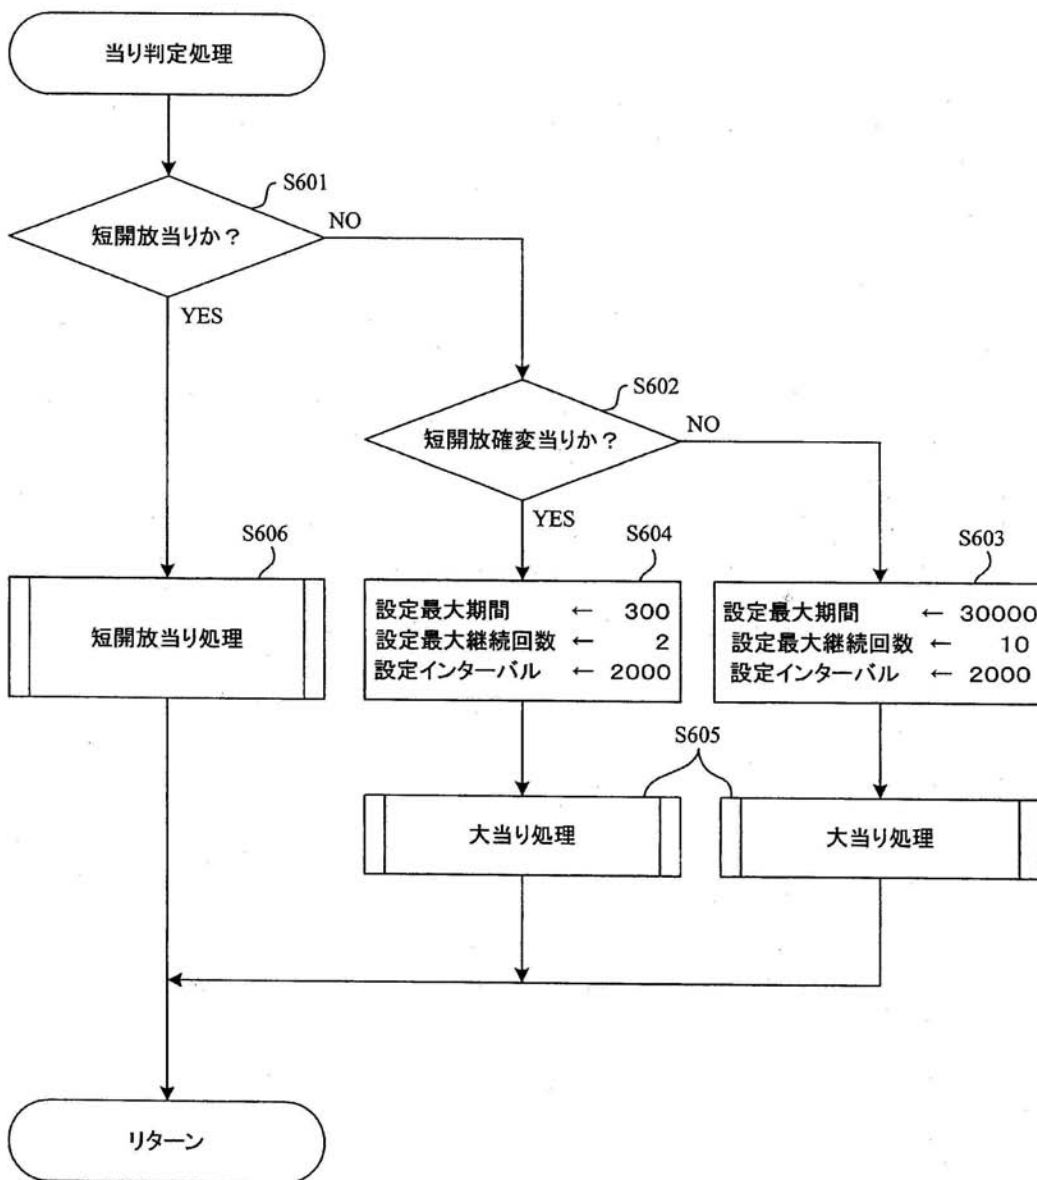 当り判定処理
S601
短開放当りか？
NO
YES
S602
短開放確変当りか？
NO
YES
S606
短開放当り処理
S604
設定最大期間 ← 300
設定最大継続回数 ← 2
設定インターバル ← 2000
S603
設定最大期間 ← 30000
設定最大継続回数 ← 10
設定インターバル ← 2000
S605
大当り処理
大当り処理
リターン